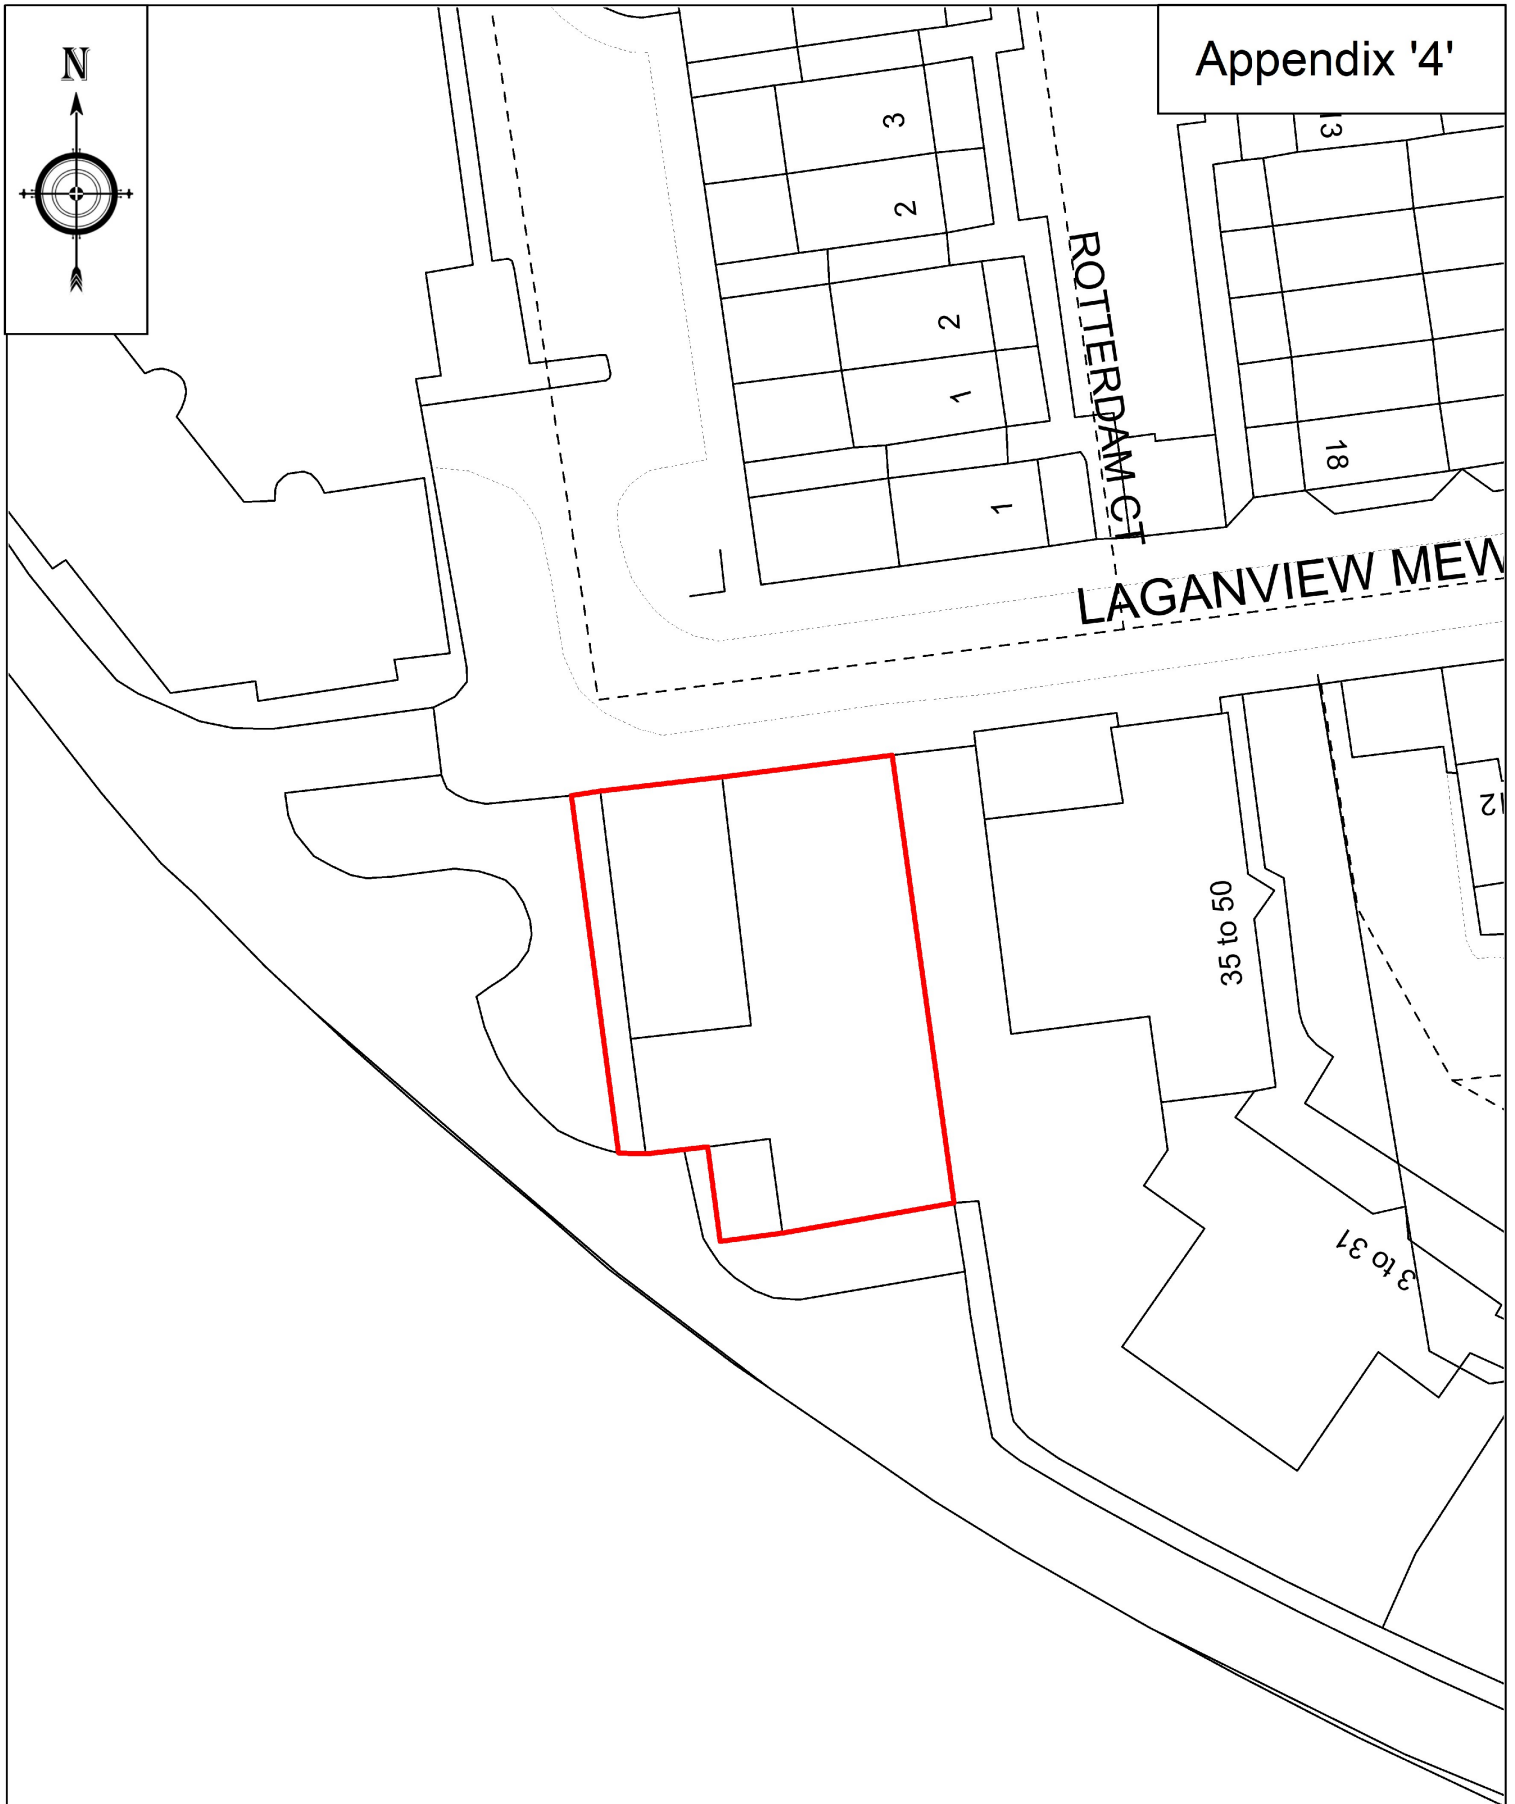 N
Appendix '4'
3
13
2
ROTTERDAM CT
2
1
18
1
LAGANVIEW MEW
12
35 to 50
3 to 31